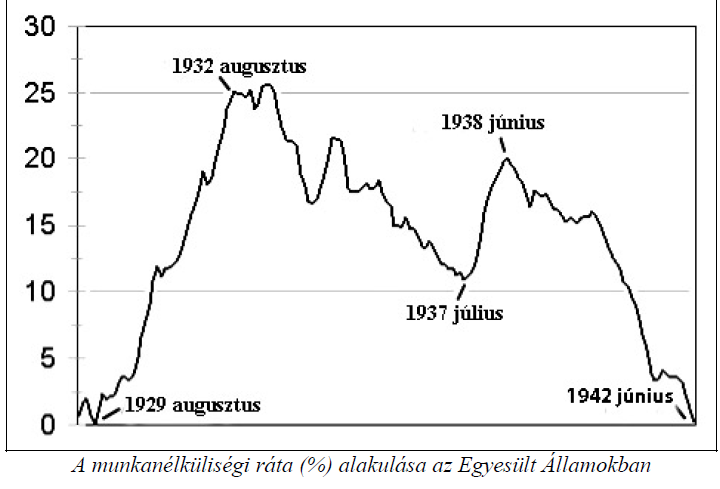 30
1932 augusztus
25
1938 június
20
15
10
1937 július
5
1929 augusztus
1942 június
0
A munkanélküliségi ráta (%) alakulása az Egyesült Államokban